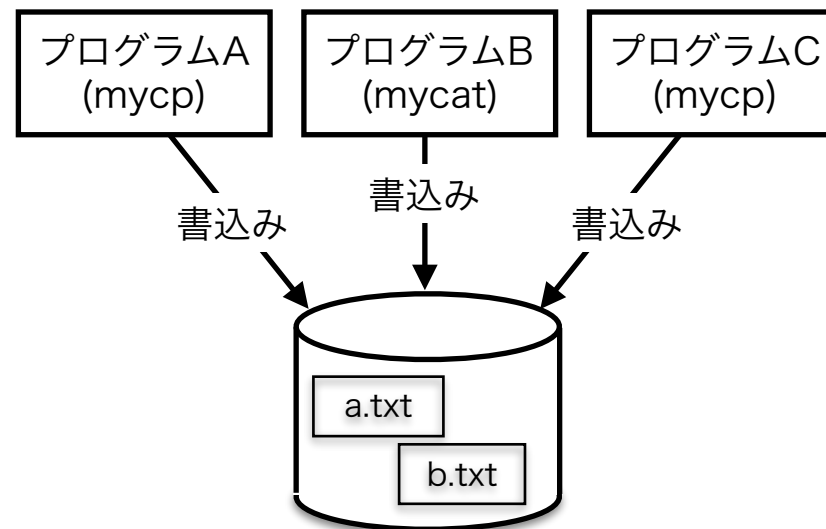 プログラムA
(mycp)
プログラムB
(mycat)
プログラムC
(mycp)
書込み
書込み
書込み
a.txt
b.txt